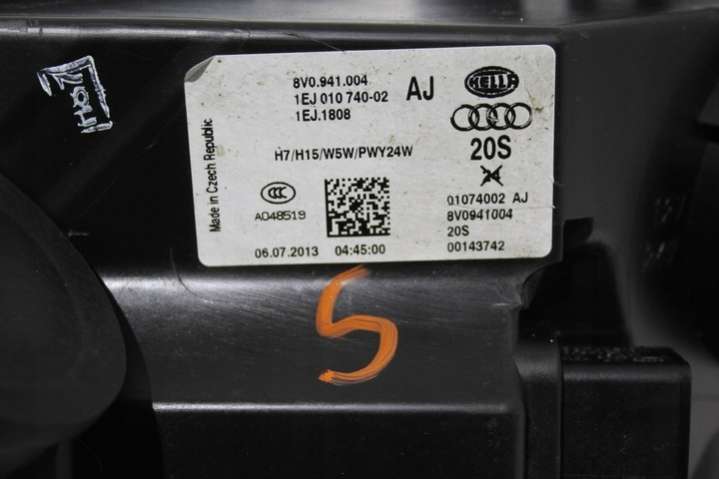 8V0.941.004
1EJ 010 740-02
AJ
1EJ.1808
HELLA
H7/H15/W5W/PWY24W
20S
Made in Czech Republic
CCC
A048519
01074002 AJ
8V0941004
20S
00143742
06.07.2013 04:45:00
5